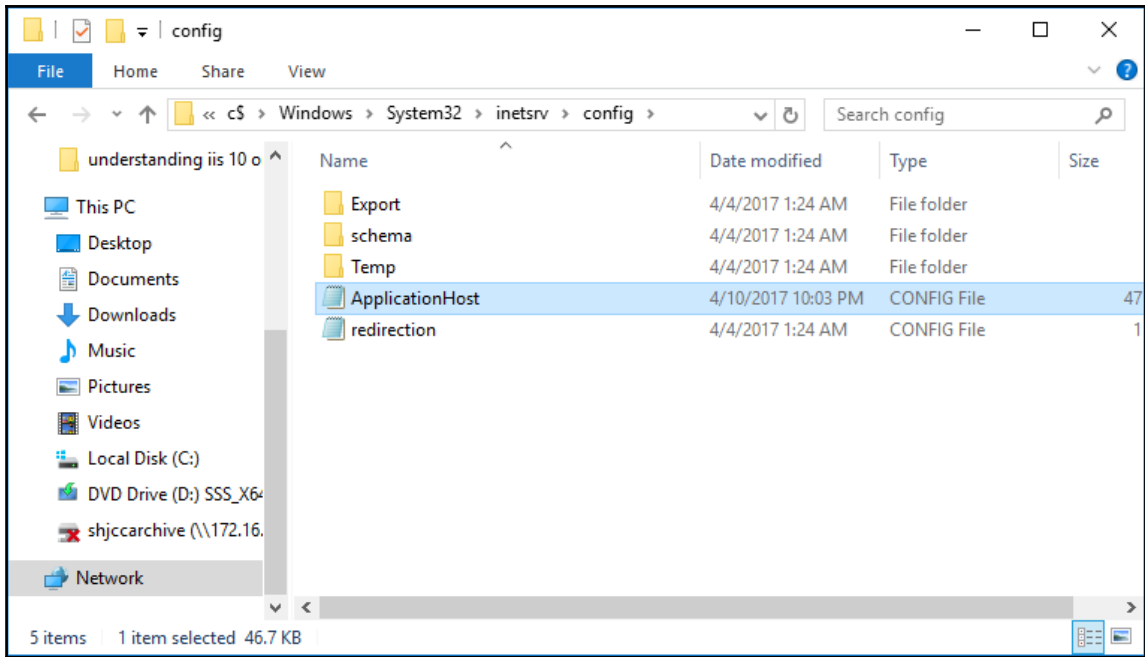 config
File Home Share View
« c$ > Windows > System32 > inetsrv > config >
Search config
understanding iis 10 o
This PC
Desktop
Documents
Downloads
Music
Pictures
Videos
Local Disk (C:)
DVD Drive (D:) SSS_X64
shjccarchive (\\172.16.
Network
Name Date modified Type Size
Export 4/4/2017 1:24 AM File folder
schema 4/4/2017 1:24 AM File folder
Temp 4/4/2017 1:24 AM File folder
ApplicationHost 4/10/2017 10:03 PM CONFIG File 47
redirection 4/4/2017 1:24 AM CONFIG File 1
5 items 1 item selected 46.7 KB